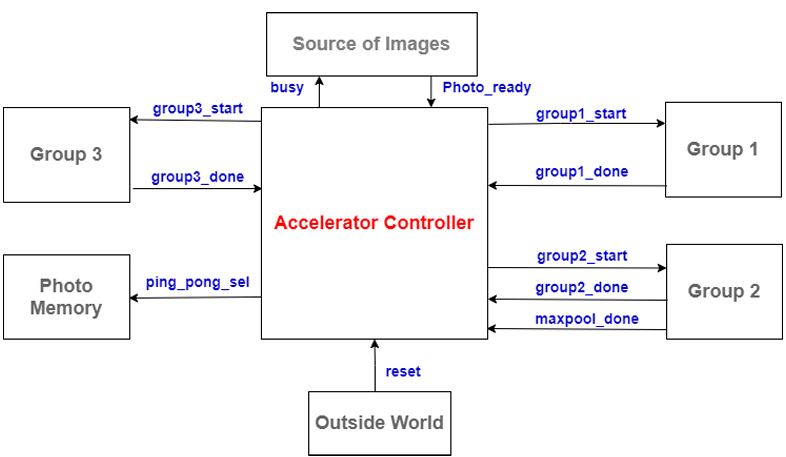 Source of Images
busy
Photo_ready
group3_start
group1_start
Group 3
Group 1
group3_done
group1_done
Accelerator Controller
group2_start
Photo
Memory
ping_pong_sel
group2_done
Group 2
maxpool_done
reset
Outside World